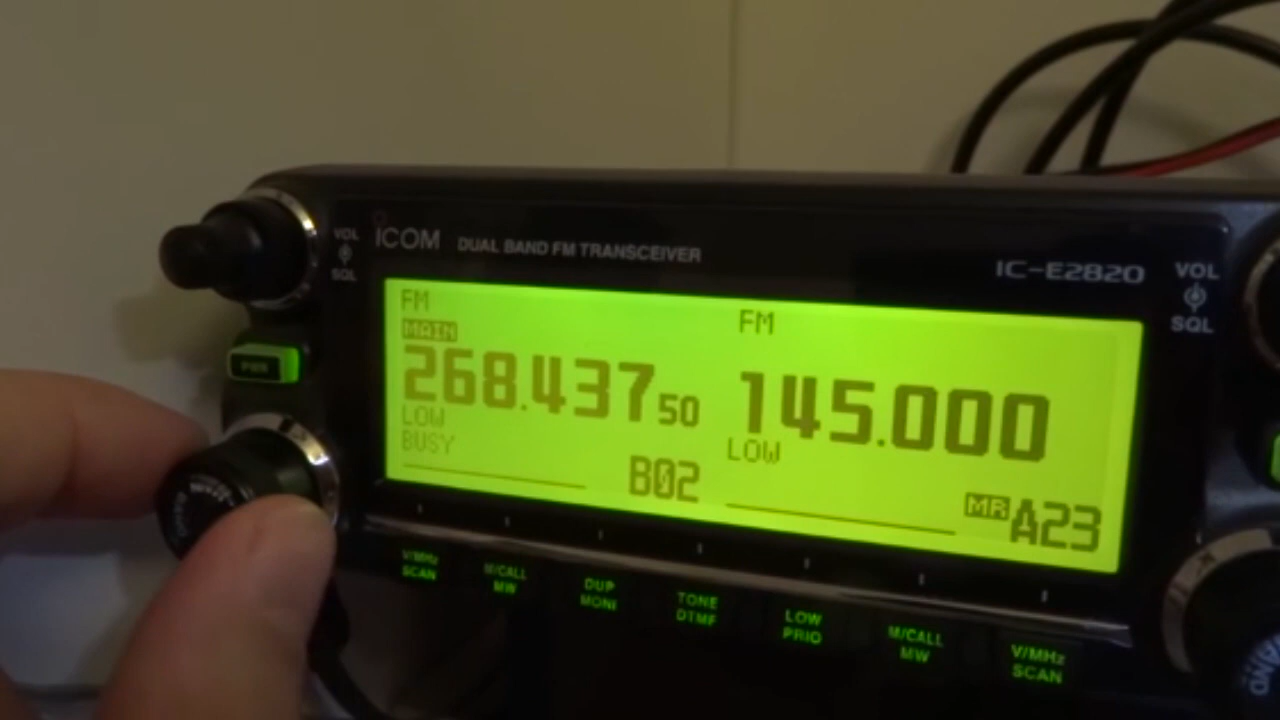 VOL
SQL
ICOM DUAL BAND FM TRANSCEIVER
IC-E2820
VOL
SQL
PWR
FM
MAIN
268.437 50
LOW
BUSY
B02
FM
145.000
LOW
MR A23
V/MHz
SCAN
M/CALL
MW
DUP
MONI
TONE
DTMF
LOW
PRIO
M/CALL
MW
V/MHz
SCAN